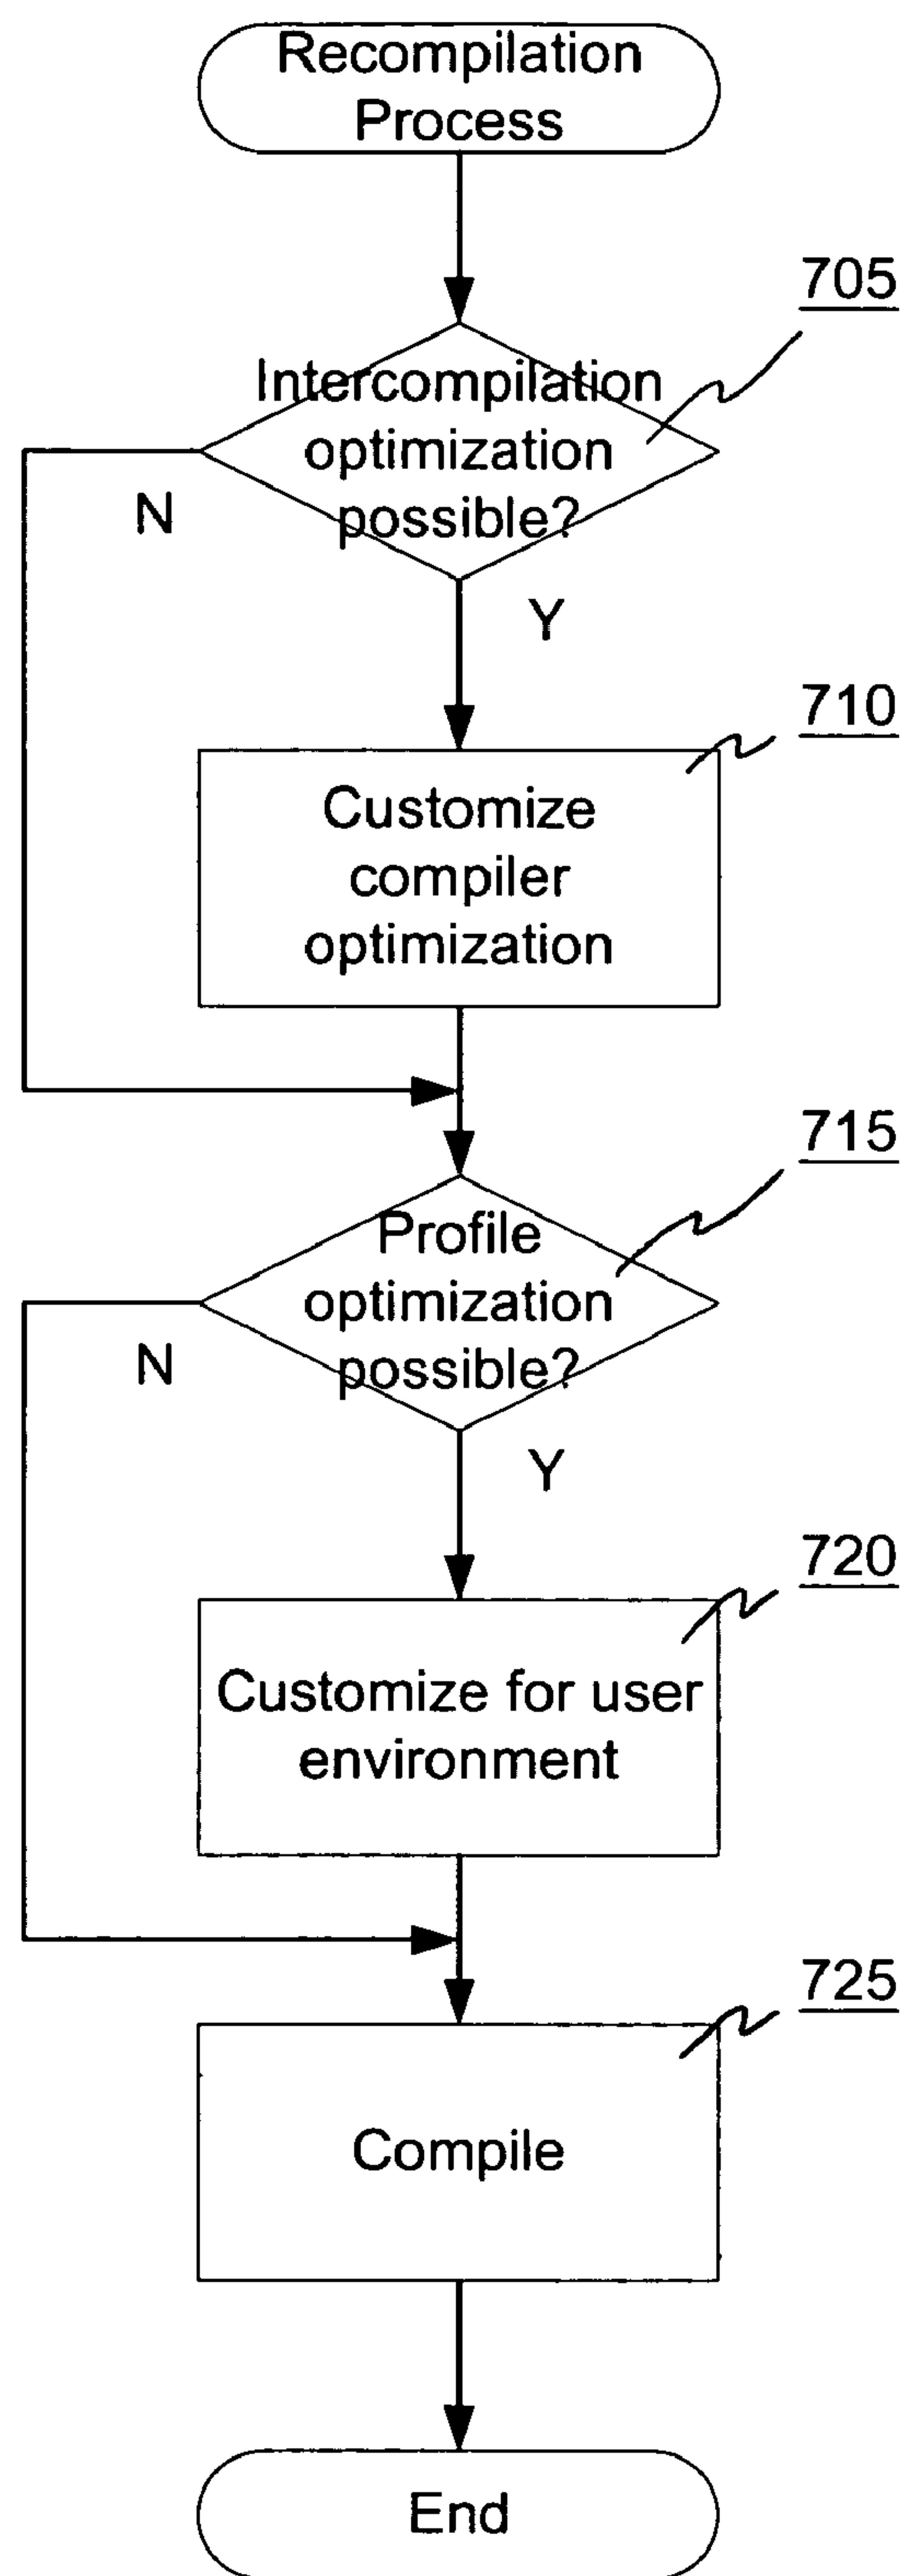 Recompilation
Process
705
Intercompilation
optimization
possible?
N
Y
710
Customize
compiler
optimization
715
Profile
optimization
possible?
N
Y
720
Customize for user
environment
725
Compile
End